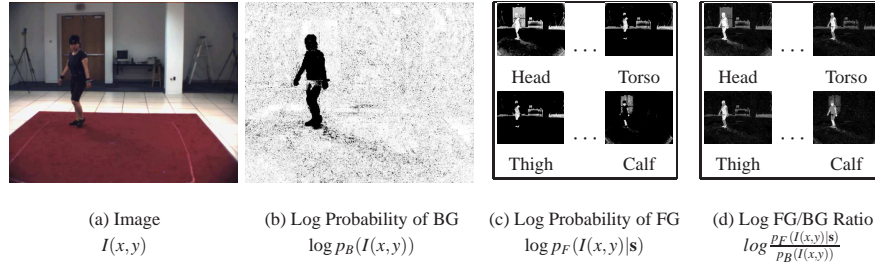 Head ... Torso
Thigh ... Calf
Head ... Torso
Thigh ... Calf
(a) Image
I(x,y)
(b) Log Probability of BG
log p_B(I(x,y))
(c) Log Probability of FG
log p_F(I(x,y)|s)
(d) Log FG/BG Ratio
log p_F(I(x,y)|s) / p_B(I(x,y))